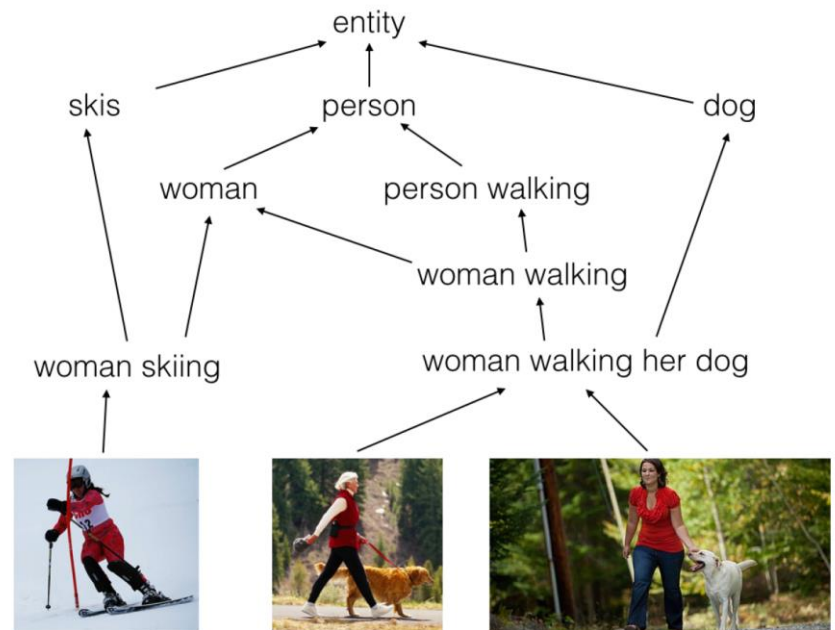 entity
skis
person
dog
woman
person walking
woman walking
woman skiing
woman walking her dog